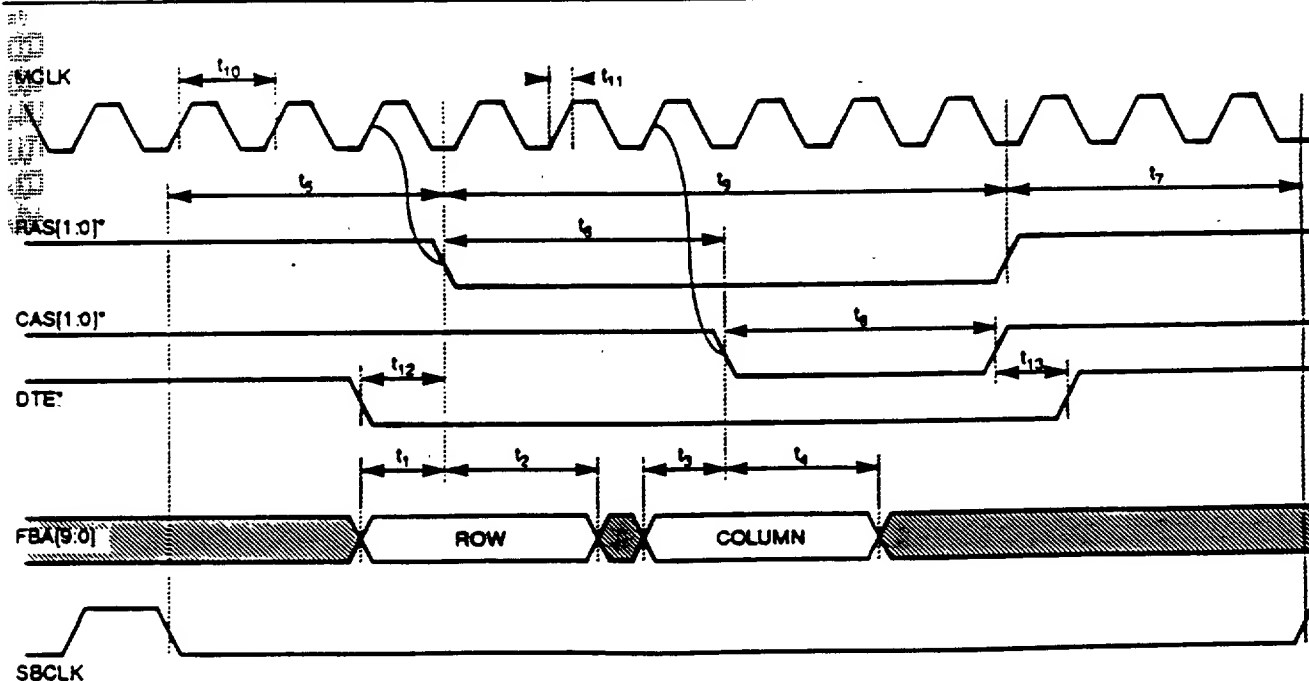 MCLK
t10
t11
t5
t9
t7
RAS[1:0]*
t6
CAS[1:0]*
t8
t12
t13
DTE*
t1
t2
t3
t4
FBA[9:0]
ROW
COLUMN
SBCLK